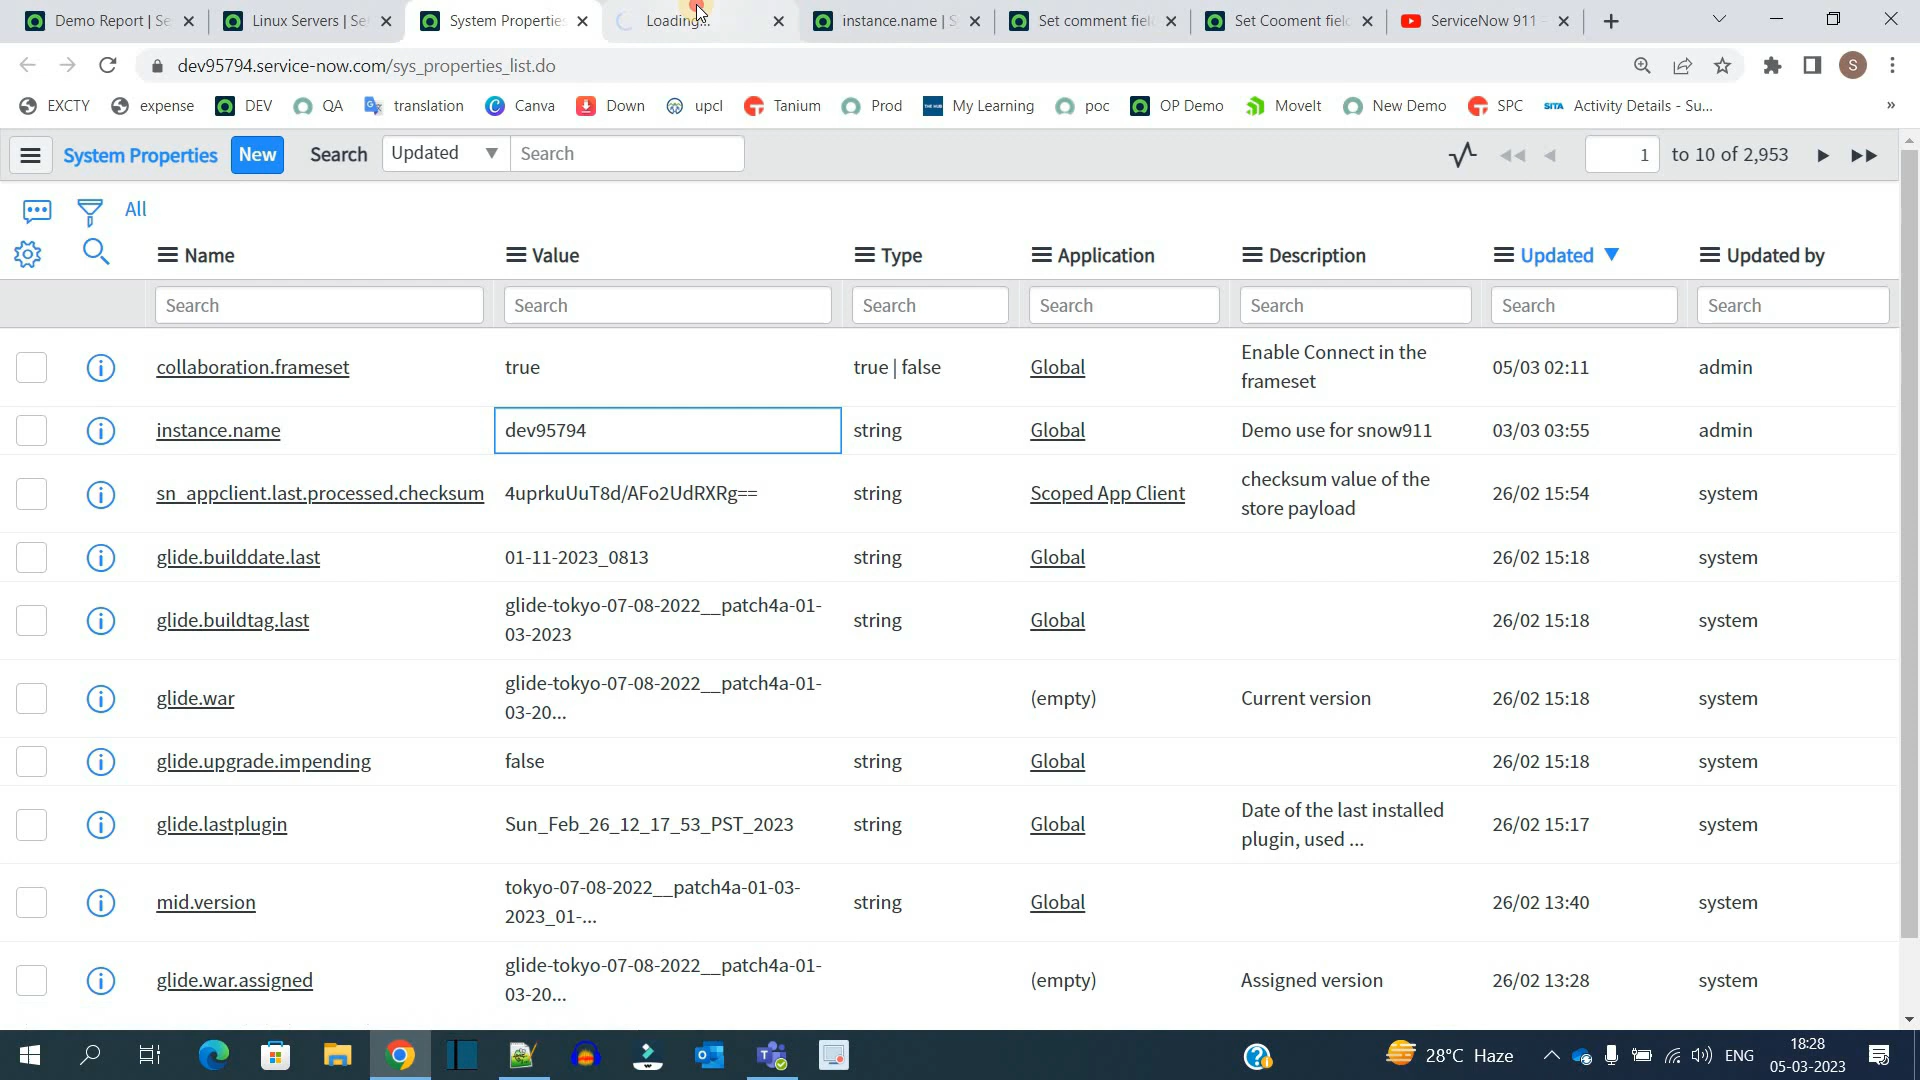 Demo Report | Se
Linux Servers | Se
System Properties
Loading...
instance.name | S
Set comment fiel
Set Cooment fiel
ServiceNow 911 -
dev95794.service-now.com/sys_properties_list.do
S
EXCTY
expense
DEV
QA
translation
Canva
Down
upcl
Tanium
Prod
THE HUB My Learning
poc
OP Demo
MoveIt
New Demo
SPC
SITA Activity Details - Su...
»
System Properties
New
Search
Updated ▼
Search
1
to 10 of 2,953
All
Name
Value
Type
Application
Description
Updated ▼
Updated by
Search
Search
Search
Search
Search
Search
Search
collaboration.frameset
true
true | false
Global
Enable Connect in the
frameset
05/03 02:11
admin
instance.name
dev95794
string
Global
Demo use for snow911
03/03 03:55
admin
sn_appclient.last.processed.checksum
4uprkuUuT8d/AFo2UdRXRg==
string
Scoped App Client
checksum value of the
store payload
26/02 15:54
system
glide.builddate.last
01-11-2023_0813
string
Global
26/02 15:18
system
glide.buildtag.last
glide-tokyo-07-08-2022__patch4a-01-
03-2023
string
Global
26/02 15:18
system
glide.war
glide-tokyo-07-08-2022__patch4a-01-
03-20...
(empty)
Current version
26/02 15:18
system
glide.upgrade.impending
false
string
Global
26/02 15:18
system
glide.lastplugin
Sun_Feb_26_12_17_53_PST_2023
string
Global
Date of the last installed
plugin, used ...
26/02 15:17
system
mid.version
tokyo-07-08-2022__patch4a-01-03-
2023_01-...
string
Global
26/02 13:40
system
glide.war.assigned
glide-tokyo-07-08-2022__patch4a-01-
03-20...
(empty)
Assigned version
26/02 13:28
system
28°C Haze
ENG
18:28
05-03-2023